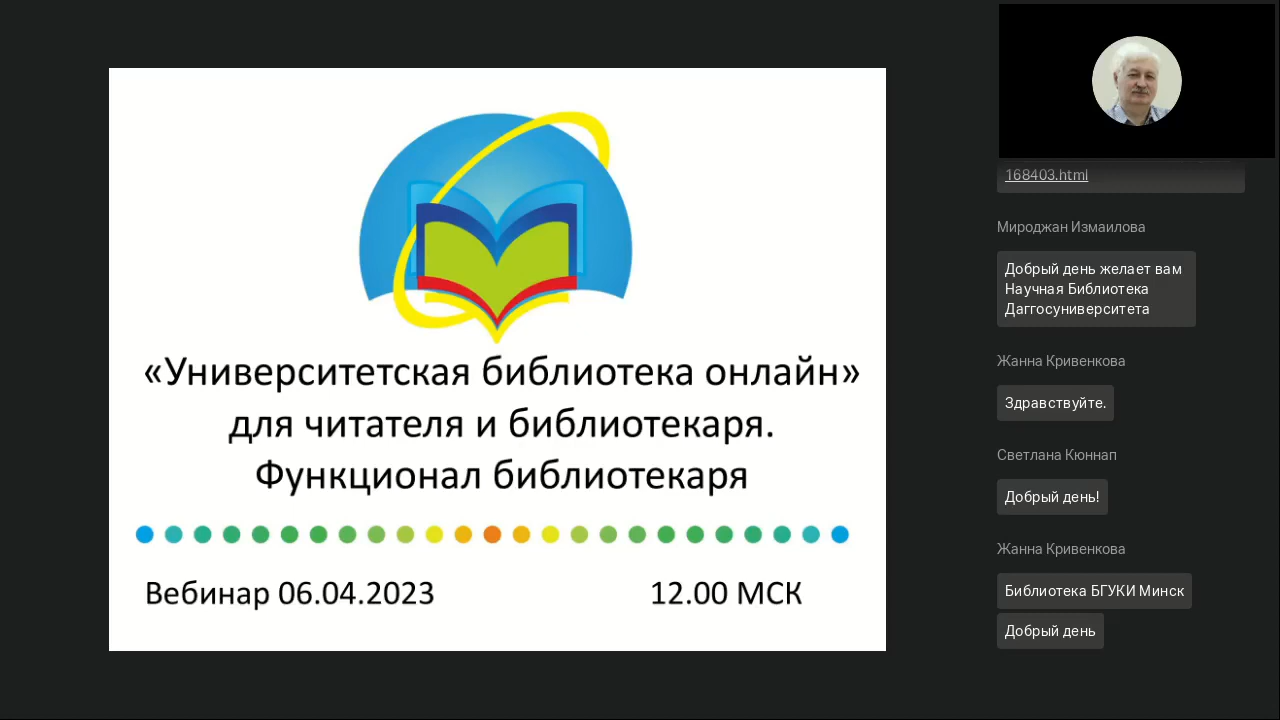 «Университетская библиотека онлайн»
для читателя и библиотекаря.
Функционал библиотекаря
Вебинар 06.04.2023
12.00 МСК
168403.html
Мироджан Измаилова
Добрый день желает вам
Научная Библиотека
Даггосуниверситета
Жанна Кривенкова
Здравствуйте.
Светлана Кюннап
Добрый день!
Жанна Кривенкова
Библиотека БГУКИ Минск
Добрый день